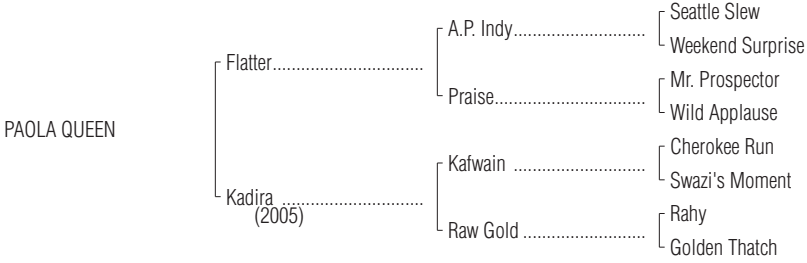 Seattle Slew
A.P. Indy..............................
Weekend Surprise
Flatter..................................
Mr. Prospector
Praise..................................
Wild Applause
PAOLA QUEEN
Cherokee Run
Kafwain ..............................
Swazi's Moment
Kadira ................................
(2005)
Rahy
Raw Gold ...........................
Golden Thatch